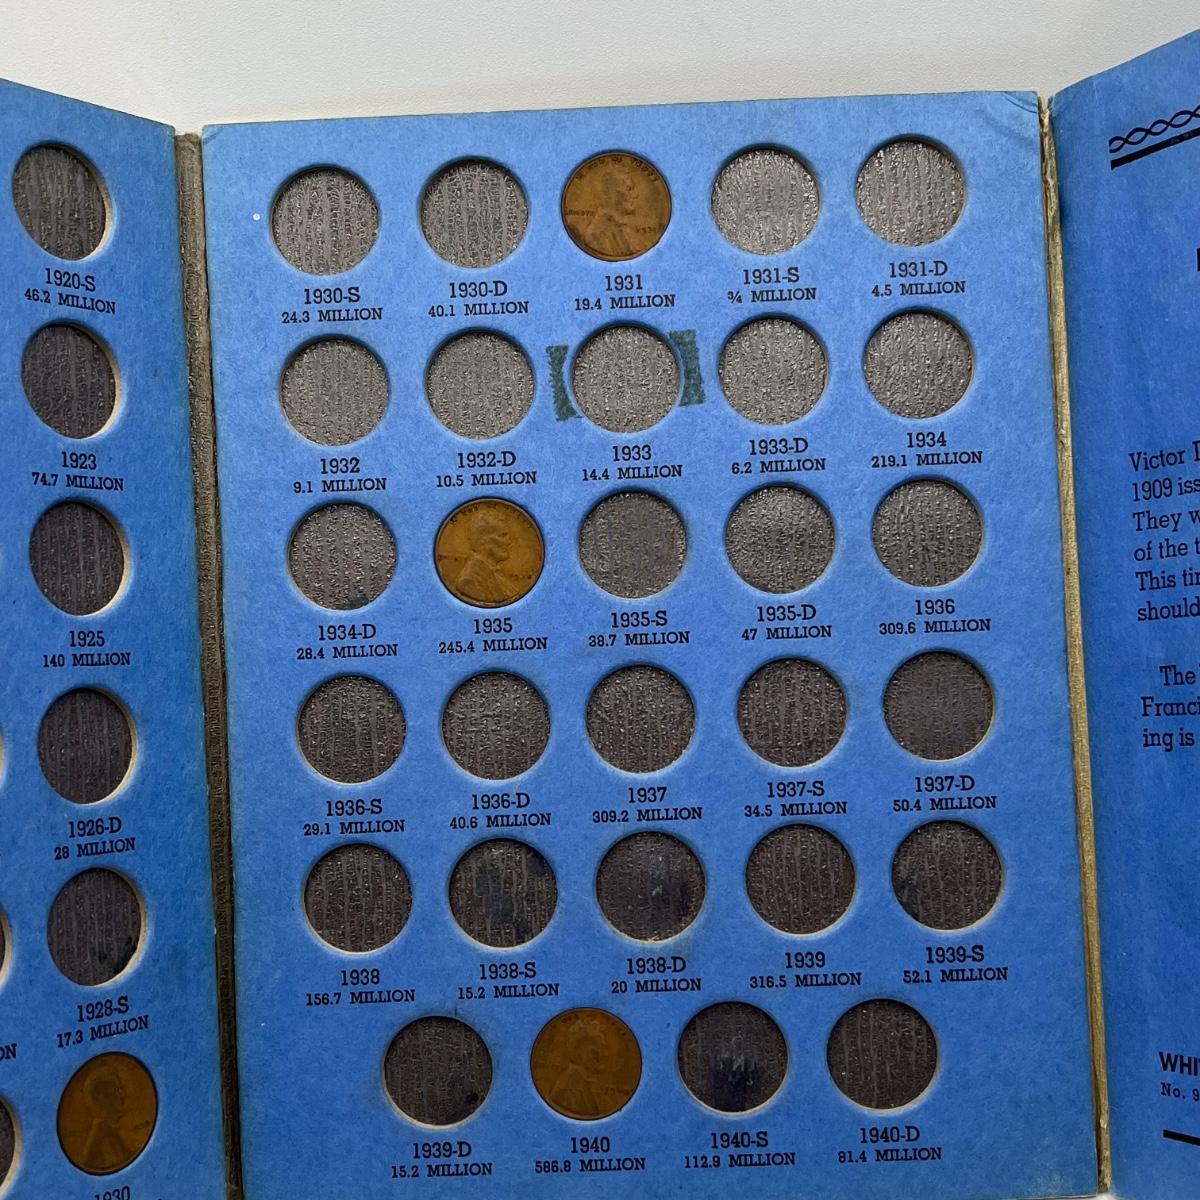 1920-S
46.2 MILLION
1923
74.7 MILLION
1925
140 MILLION
1926-D
28 MILLION
1928-S
17.3 MILLION
1930
1930-S
24.3 MILLION
1930-D
40.1 MILLION
1931
19.4 MILLION
1931-S
¾ MILLION
1931-D
4.5 MILLION
1932
9.1 MILLION
1932-D
10.5 MILLION
1933
14.4 MILLION
1933-D
6.2 MILLION
1934
219.1 MILLION
1934-D
28.4 MILLION
1935
245.4 MILLION
1935-S
38.7 MILLION
1935-D
47 MILLION
1936
309.6 MILLION
1936-S
29.1 MILLION
1936-D
40.6 MILLION
1937
309.2 MILLION
1937-S
34.5 MILLION
1937-D
50.4 MILLION
1938
156.7 MILLION
1938-S
15.2 MILLION
1938-D
20 MILLION
1939
316.5 MILLION
1939-S
52.1 MILLION
1939-D
15.2 MILLION
1940
586.8 MILLION
1940-S
112.9 MILLION
1940-D
81.4 MILLION
Victor
1909 iss
They w
of the t
This ti
should
The
Franci
ing is
WHI
No. 9